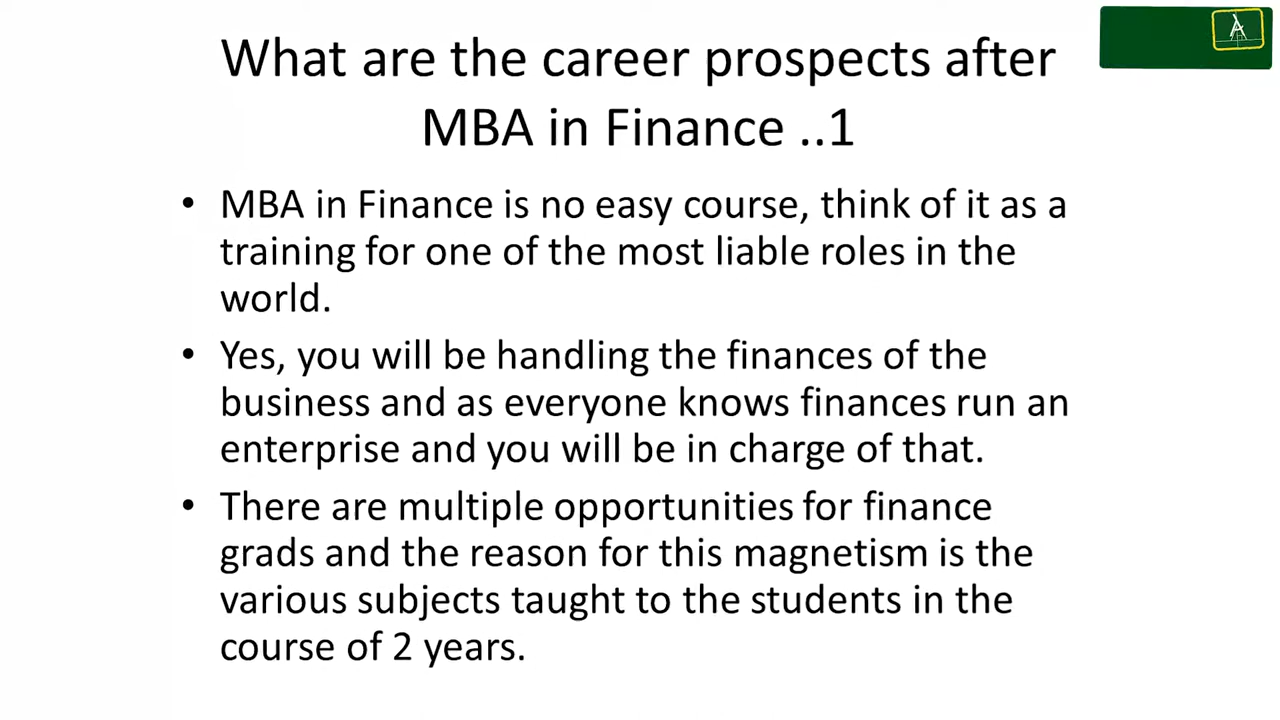 What are the career prospects after
MBA in Finance ..1
• MBA in Finance is no easy course, think of it as a
training for one of the most liable roles in the
world.
• Yes, you will be handling the finances of the
business and as everyone knows finances run an
enterprise and you will be in charge of that.
• There are multiple opportunities for finance
grads and the reason for this magnetism is the
various subjects taught to the students in the
course of 2 years.